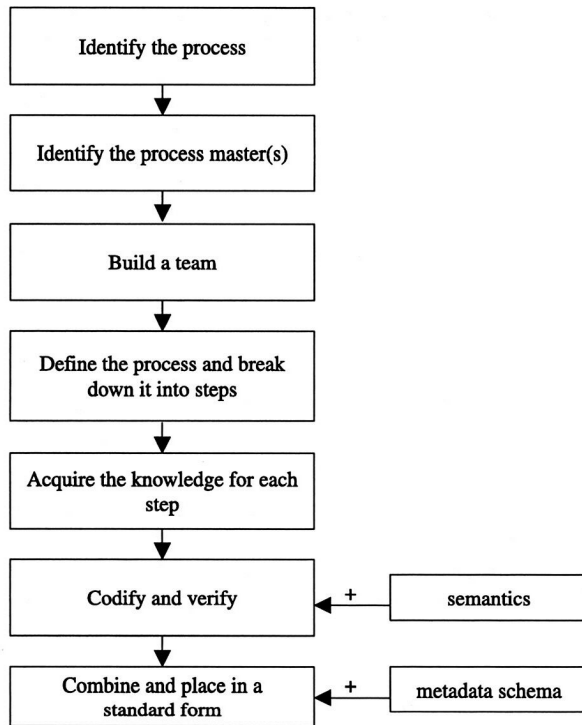 Identify the process
Identify the process master(s)
Build a team
Define the process and break
down it into steps
Acquire the knowledge for each
step
Codify and verify
+
semantics
Combine and place in a
standard form
+
metadata schema